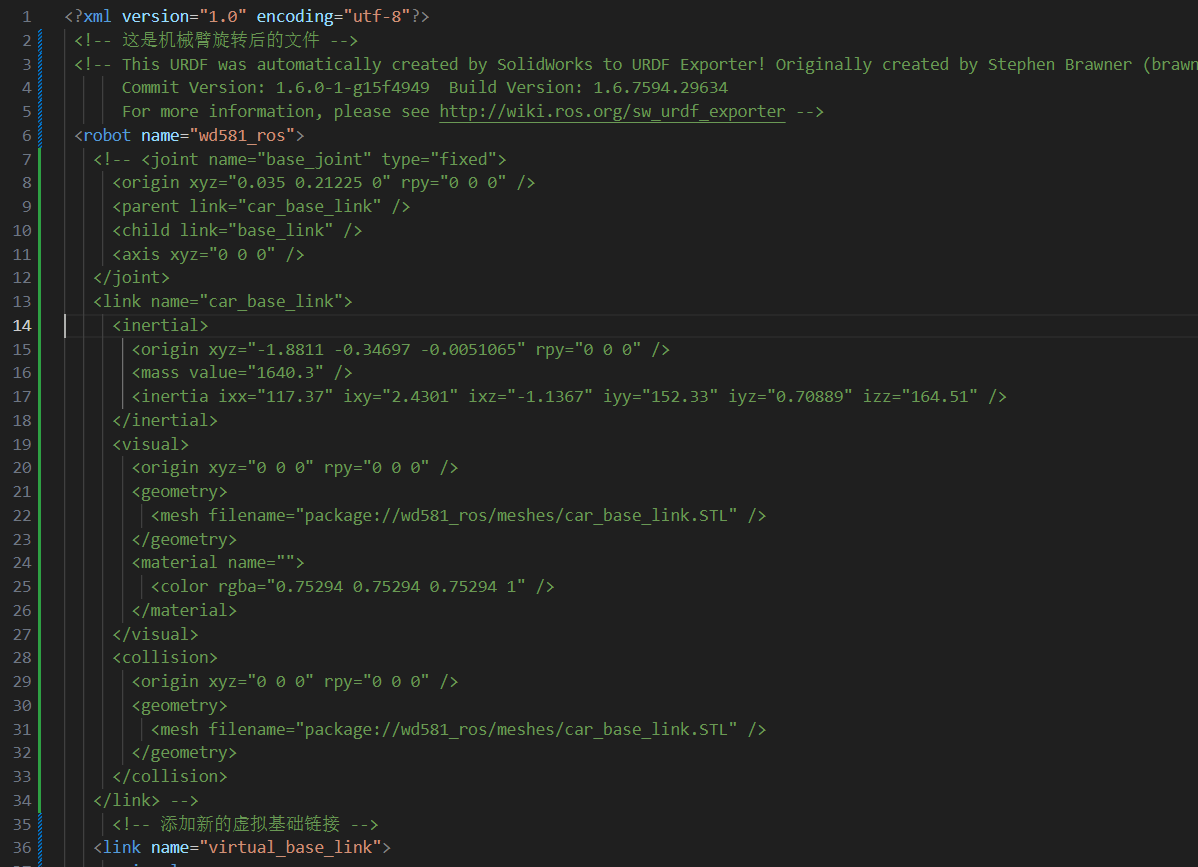 1 <?xml version="1.0" encoding="utf-8"?>
2 <!-- 这是机械臂旋转后的文件 -->
3 <!-- This URDF was automatically created by SolidWorks to URDF Exporter! Originally created by Stephen Brawner (brawn
4 Commit Version: 1.6.0-1-g15f4949  Build Version: 1.6.7594.29634
5 For more information, please see http://wiki.ros.org/sw_urdf_exporter -->
6 <robot name="wd581_ros">
7 <!-- <joint name="base_joint" type="fixed">
8 <origin xyz="0.035 0.21225 0" rpy="0 0 0" />
9 <parent link="car_base_link" />
10 <child link="base_link" />
11 <axis xyz="0 0 0" />
12 </joint>
13 <link name="car_base_link">
14 <inertial>
15 <origin xyz="-1.8811 -0.34697 -0.0051065" rpy="0 0 0" />
16 <mass value="1640.3" />
17 <inertia ixx="117.37" ixy="2.4301" ixz="-1.1367" iyy="152.33" iyz="0.70889" izz="164.51" />
18 </inertial>
19 <visual>
20 <origin xyz="0 0 0" rpy="0 0 0" />
21 <geometry>
22 <mesh filename="package://wd581_ros/meshes/car_base_link.STL" />
23 </geometry>
24 <material name="">
25 <color rgba="0.75294 0.75294 0.75294 1" />
26 </material>
27 </visual>
28 <collision>
29 <origin xyz="0 0 0" rpy="0 0 0" />
30 <geometry>
31 <mesh filename="package://wd581_ros/meshes/car_base_link.STL" />
32 </geometry>
33 </collision>
34 </link> -->
35 <!-- 添加新的虚拟基础链接 -->
36 <link name="virtual_base_link">